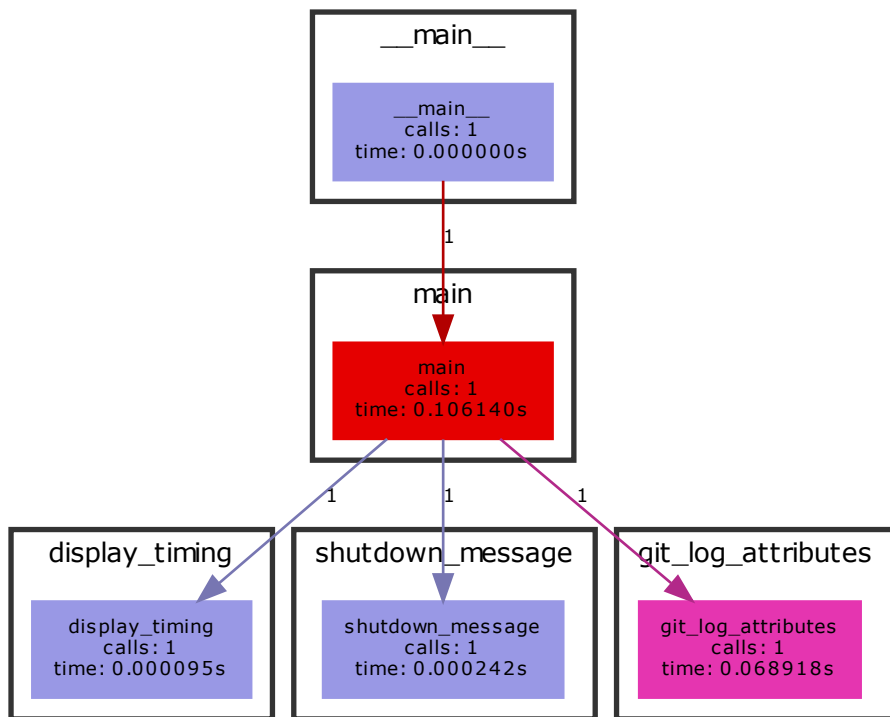 __main__
__main__
calls: 1
time: 0.000000s
1
main
main
calls: 1
time: 0.106140s
1
1
1
display_timing
shutdown_message
git_log_attributes
display_timing
calls: 1
time: 0.000095s
shutdown_message
calls: 1
time: 0.000242s
git_log_attributes
calls: 1
time: 0.068918s